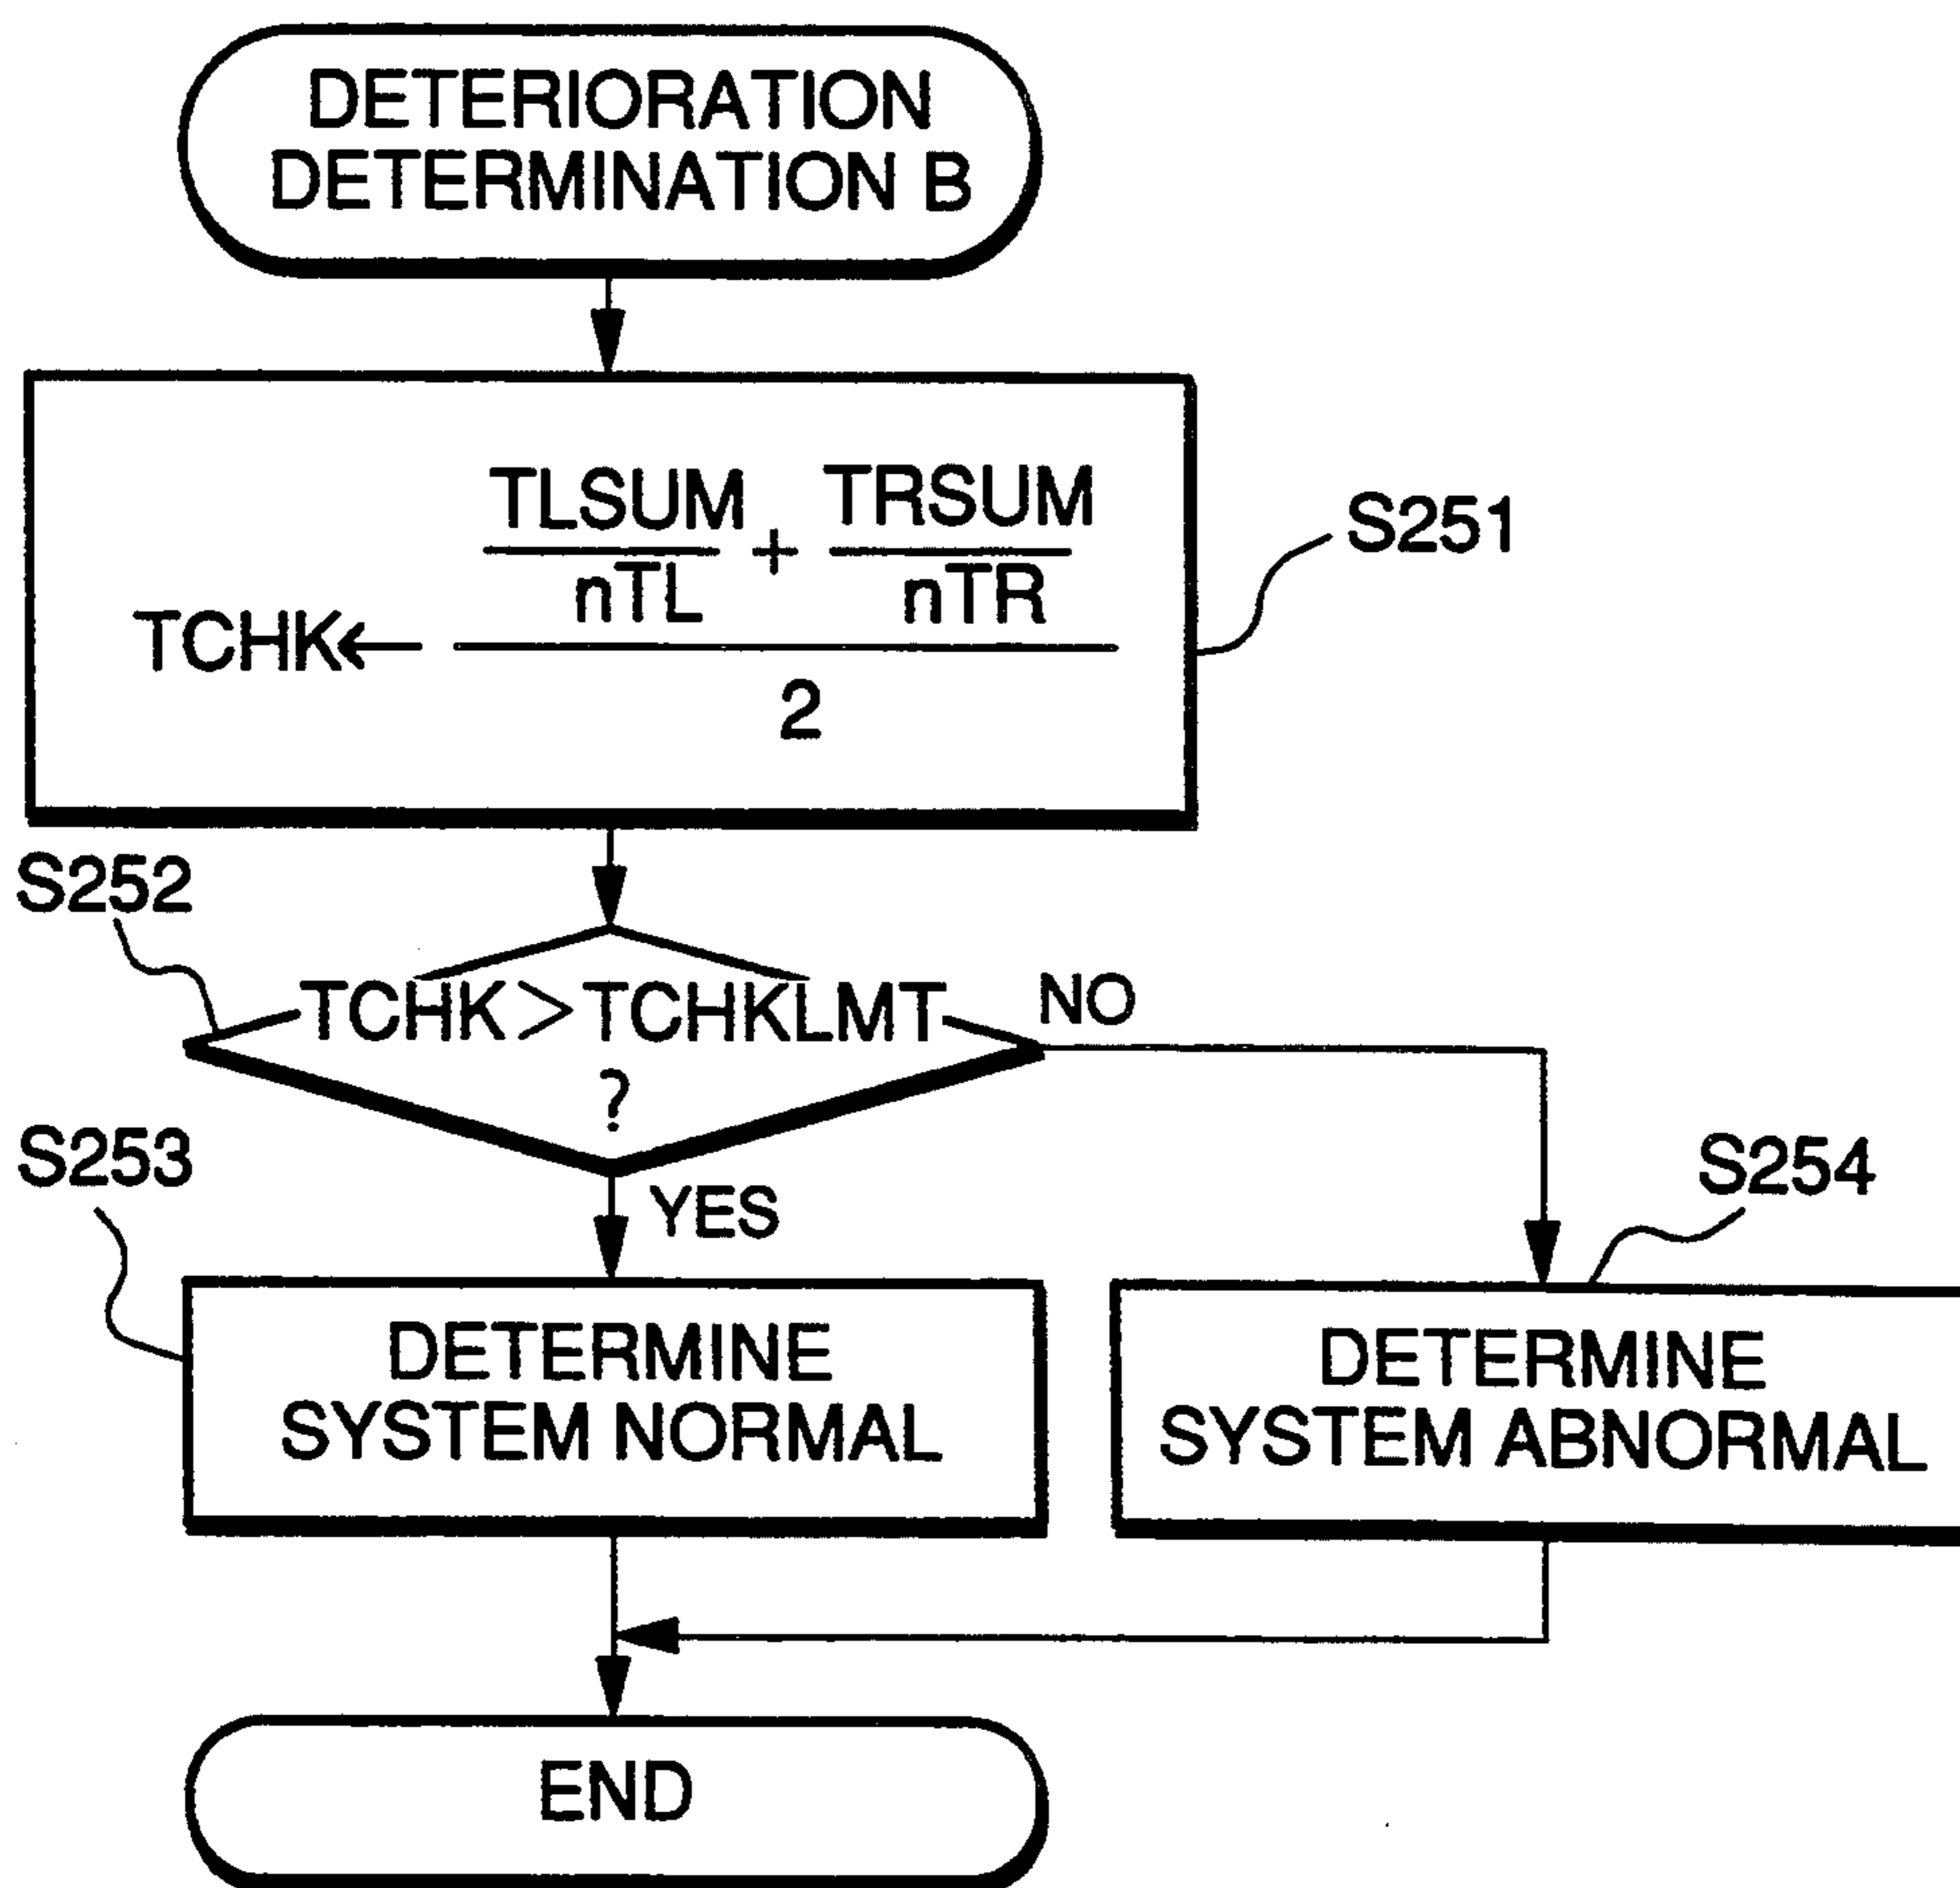 DETERIORATION
DETERMINATION B
TLSUM + TRSUM
nTL nTR
TCHK←
2
S251
S252
TCHK>TCHKLMT
?
NO
YES
S253
S254
DETERMINE
SYSTEM NORMAL
DETERMINE
SYSTEM ABNORMAL
END